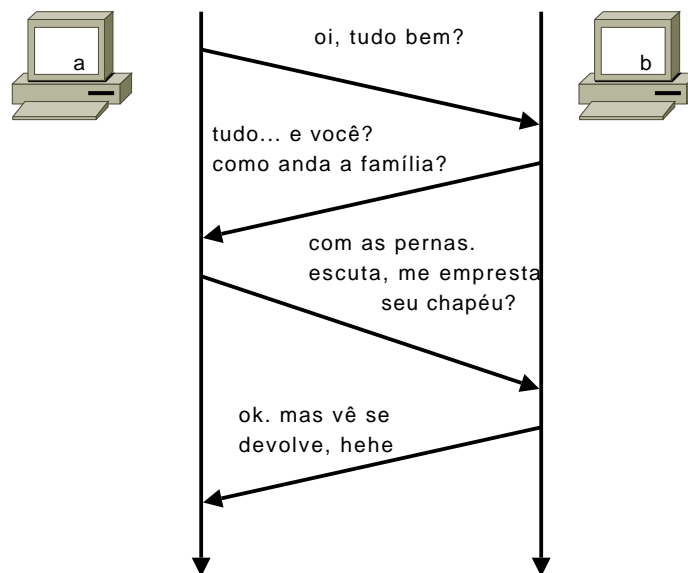 a
b
oi, tudo bem?
tudo... e você?
como anda a família?
com as pernas.
escuta, me empresta
seu chapéu?
ok. mas vê se
devolve, hehe